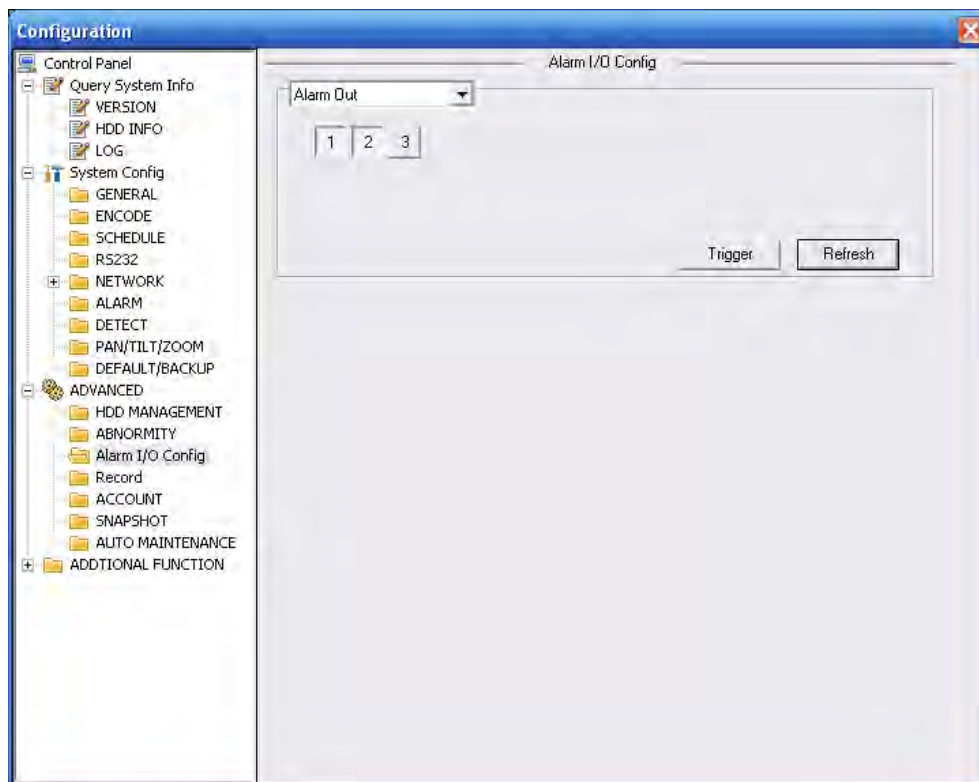 Configuration
Control Panel
Query System Info
VERSION
HDD INFO
LOG
System Config
GENERAL
ENCODE
SCHEDULE
RS232
NETWORK
ALARM
DETECT
PAN/TILT/ZOOM
DEFAULT/BACKUP
ADVANCED
HDD MANAGEMENT
ABNORMITY
Alarm I/O Config
Record
ACCOUNT
SNAPSHOT
AUTO MAINTENANCE
ADDTIONAL FUNCTION
Alarm I/O Config
Alarm Out
1 2 3
Trigger Refresh